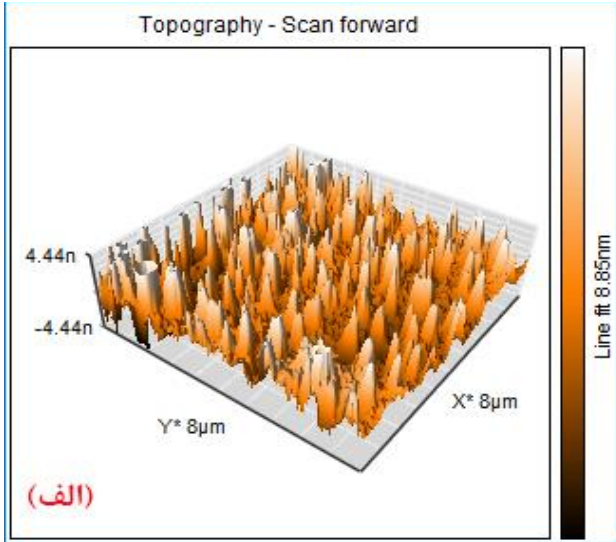 Topography - Scan forward
4.44n
-4.44n
Y* 8µm
X* 8µm
Line fit 8.85nm
(الف)